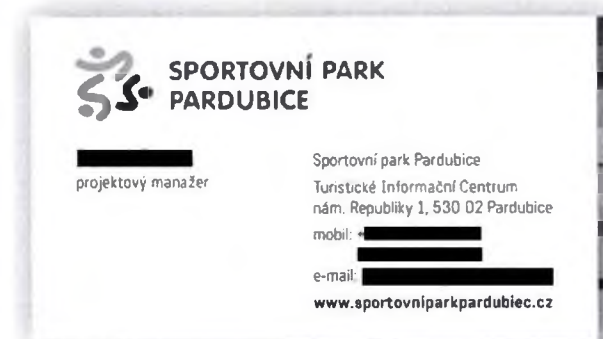 SPORTOVNÍ PARK
PARDUBICE
projektový manažer
Sportovní park Pardubice
Turistické Informační Centrum
nám. Republiky 1, 530 02 Pardubice
mobil: +
e-mail:
www.sportovniparkpardubiec.cz